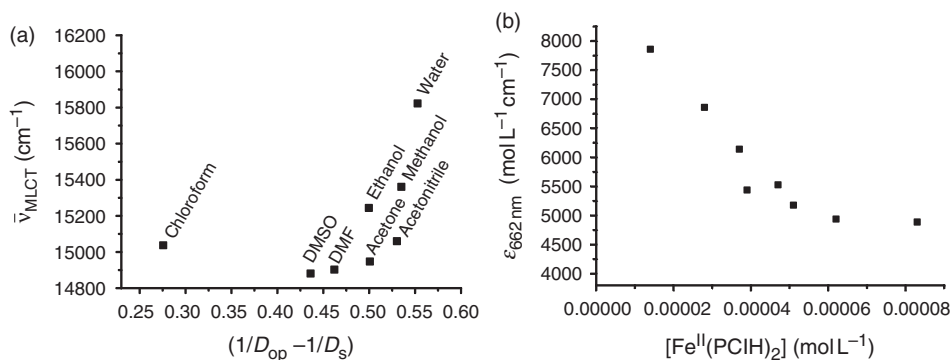 (a)
16200
16000
15800
15600
15400
15200
15000
14800
ν̄MLCT (cm–1)
Chloroform
DMSO
DMF
Ethanol
Acetone
Methanol
Acetonitrile
Water
0.25 0.30 0.35 0.40 0.45 0.50 0.55 0.60
(1/Dop –1/Ds)
(b)
8000
7500
7000
6500
6000
5500
5000
4500
4000
ε662 nm (mol L–1 cm–1)
0.00000 0.00002 0.00004 0.00006 0.00008
[FeII(PCIH)2] (mol L–1)